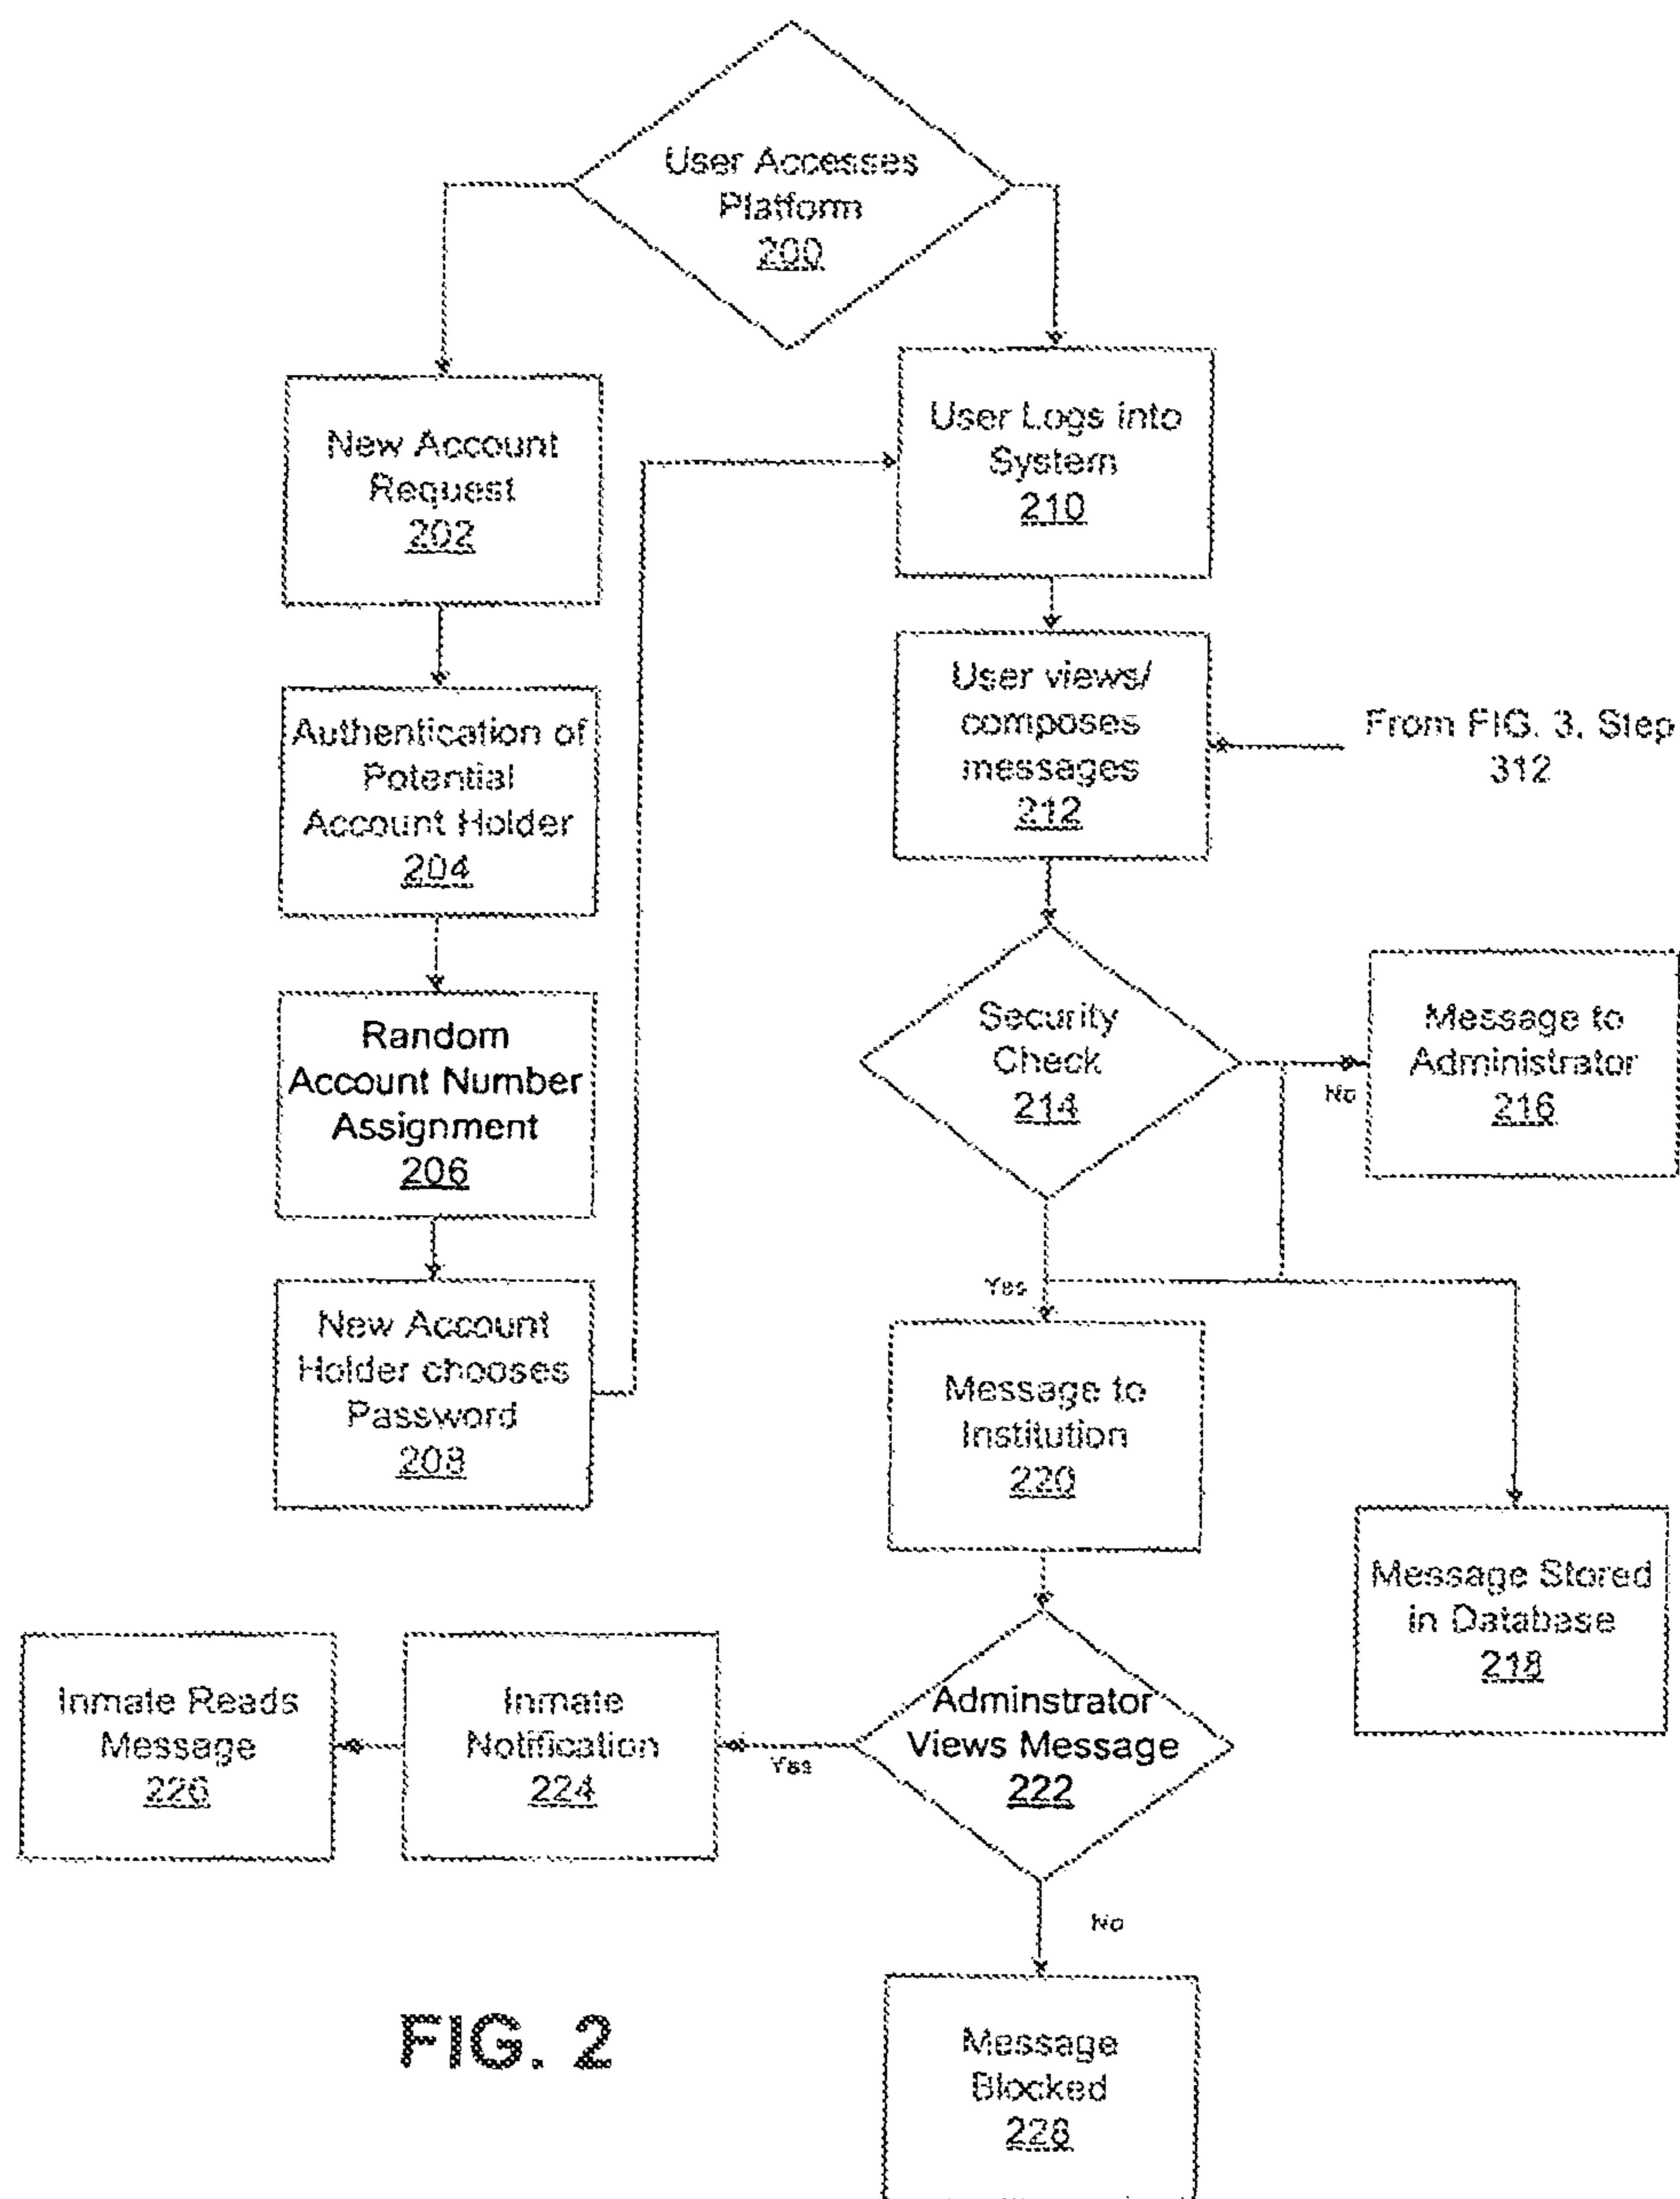 User Accesses
Platform
200
New Account
Request
202
User Logs into
System
210
Authentication of
Potential
Account Holder
204
User views/
composes
messages
212
From FIG. 3, Step
312
Random
Account Number
Assignment
206
Security
Check
214
No
Message to
Administrator
216
New Account
Holder chooses
Password
208
Yes
Message to
Institution
220
Message Stored
in Database
218
Inmate Reads
Message
226
Inmate
Notification
224
Yes
Adminstrator
Views Message
222
No
Message
Blocked
228
FIG. 2